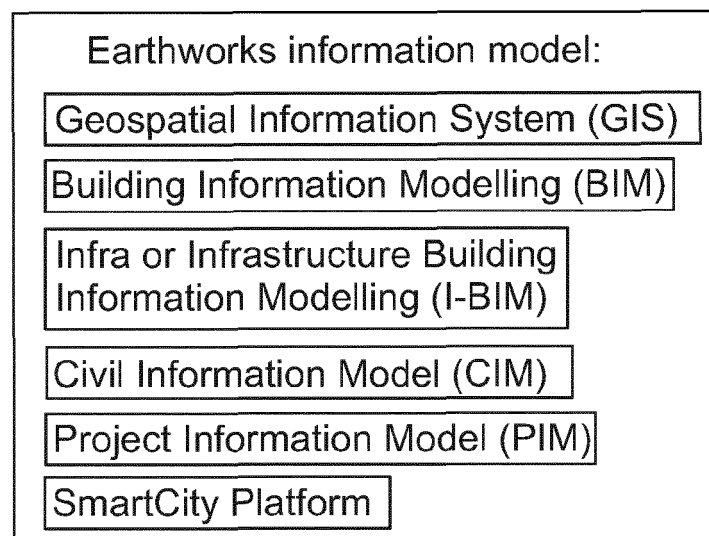 Earthworks information model:
Geospatial Information System (GIS)
Building Information Modelling (BIM)
Infra or Infrastructure Building
Information Modelling (I-BIM)
Civil Information Model (CIM)
Project Information Model (PIM)
SmartCity Platform